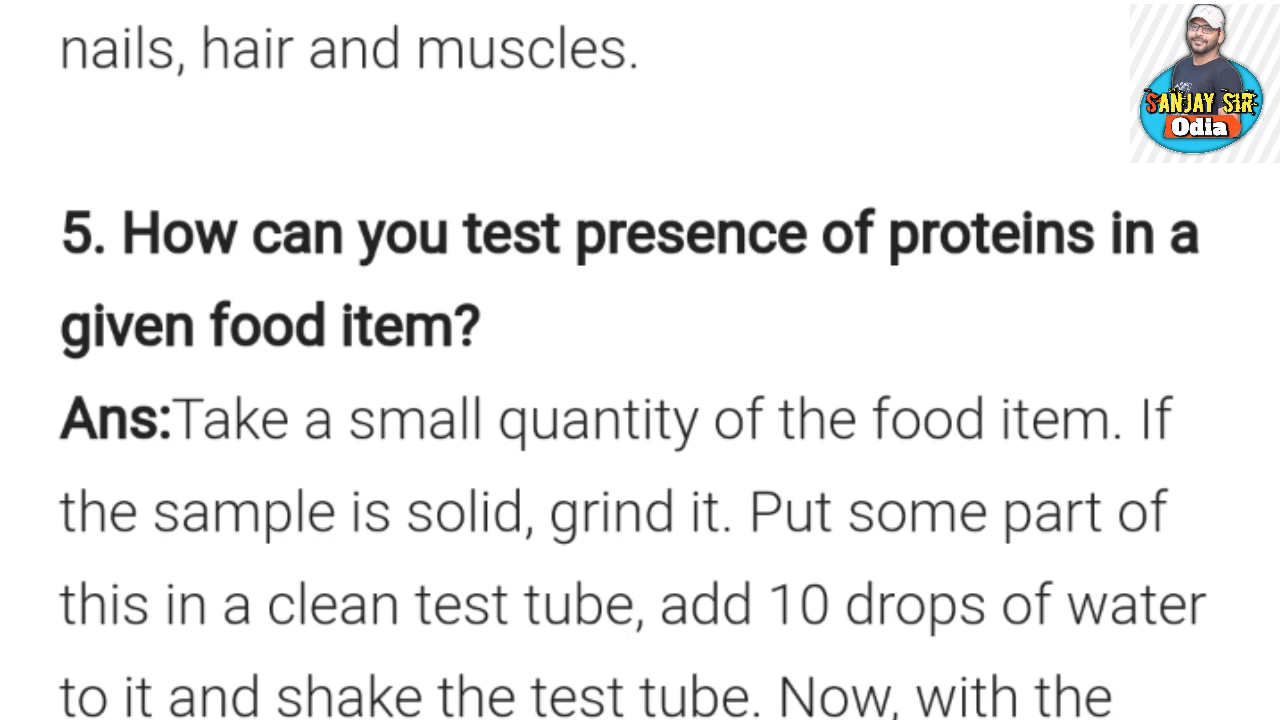 nails, hair and muscles.
SANJAY SIR
Odia
5. How can you test presence of proteins in a
given food item?
Ans:Take a small quantity of the food item. If
the sample is solid, grind it. Put some part of
this in a clean test tube, add 10 drops of water
to it and shake the test tube. Now, with the